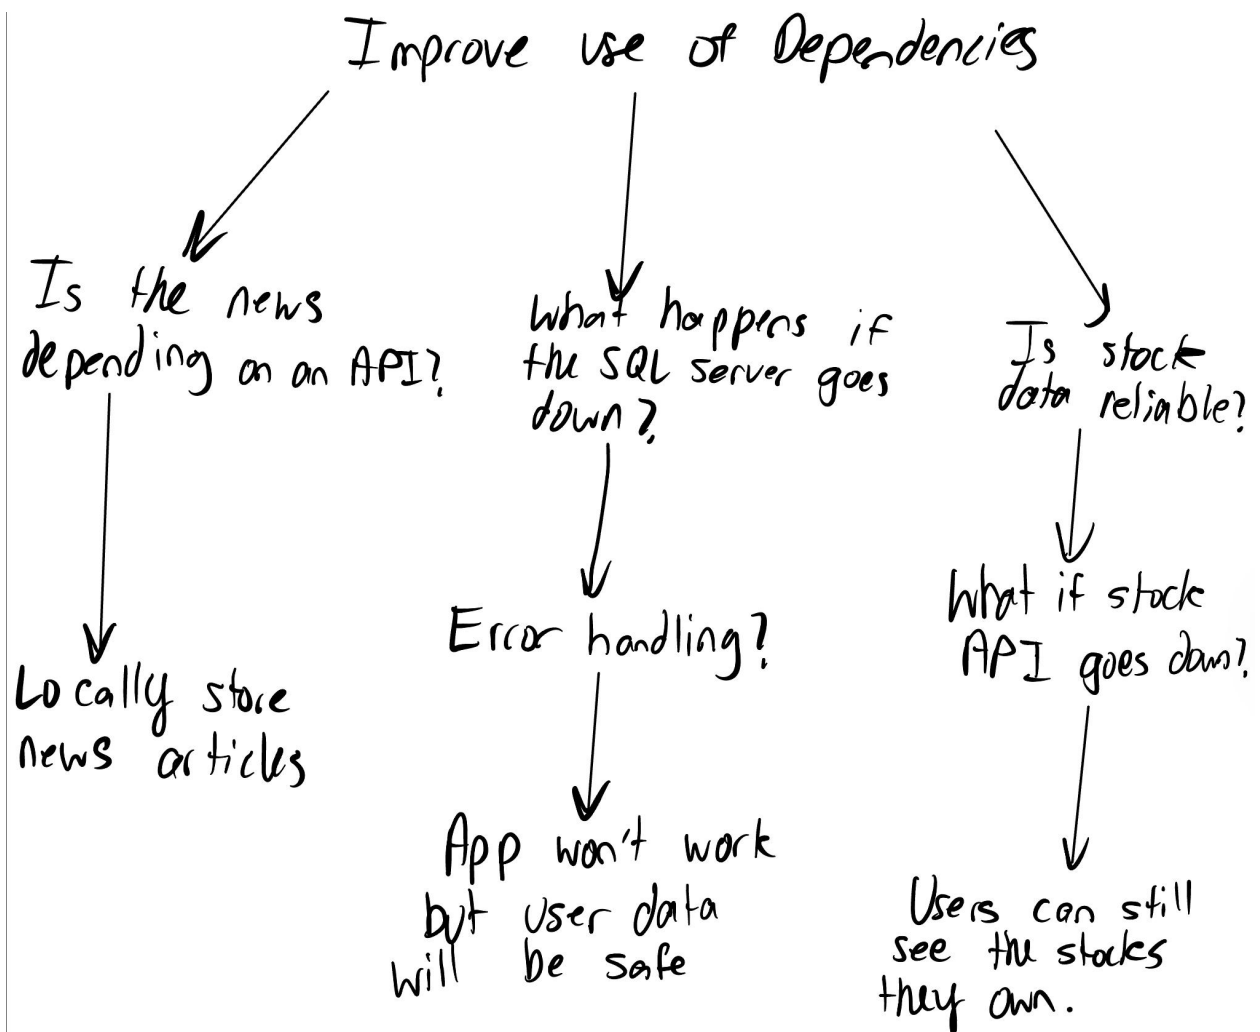 Improve use of Dependencies
Is the news
depending on an API?
Locally store
news articles
What happens if
the SQL server goes
down?
Error handling?
App won't work
but user data
will be safe
Is stock
data reliable?
What if stock
API goes down?
Users can still
see the stocks
they own.